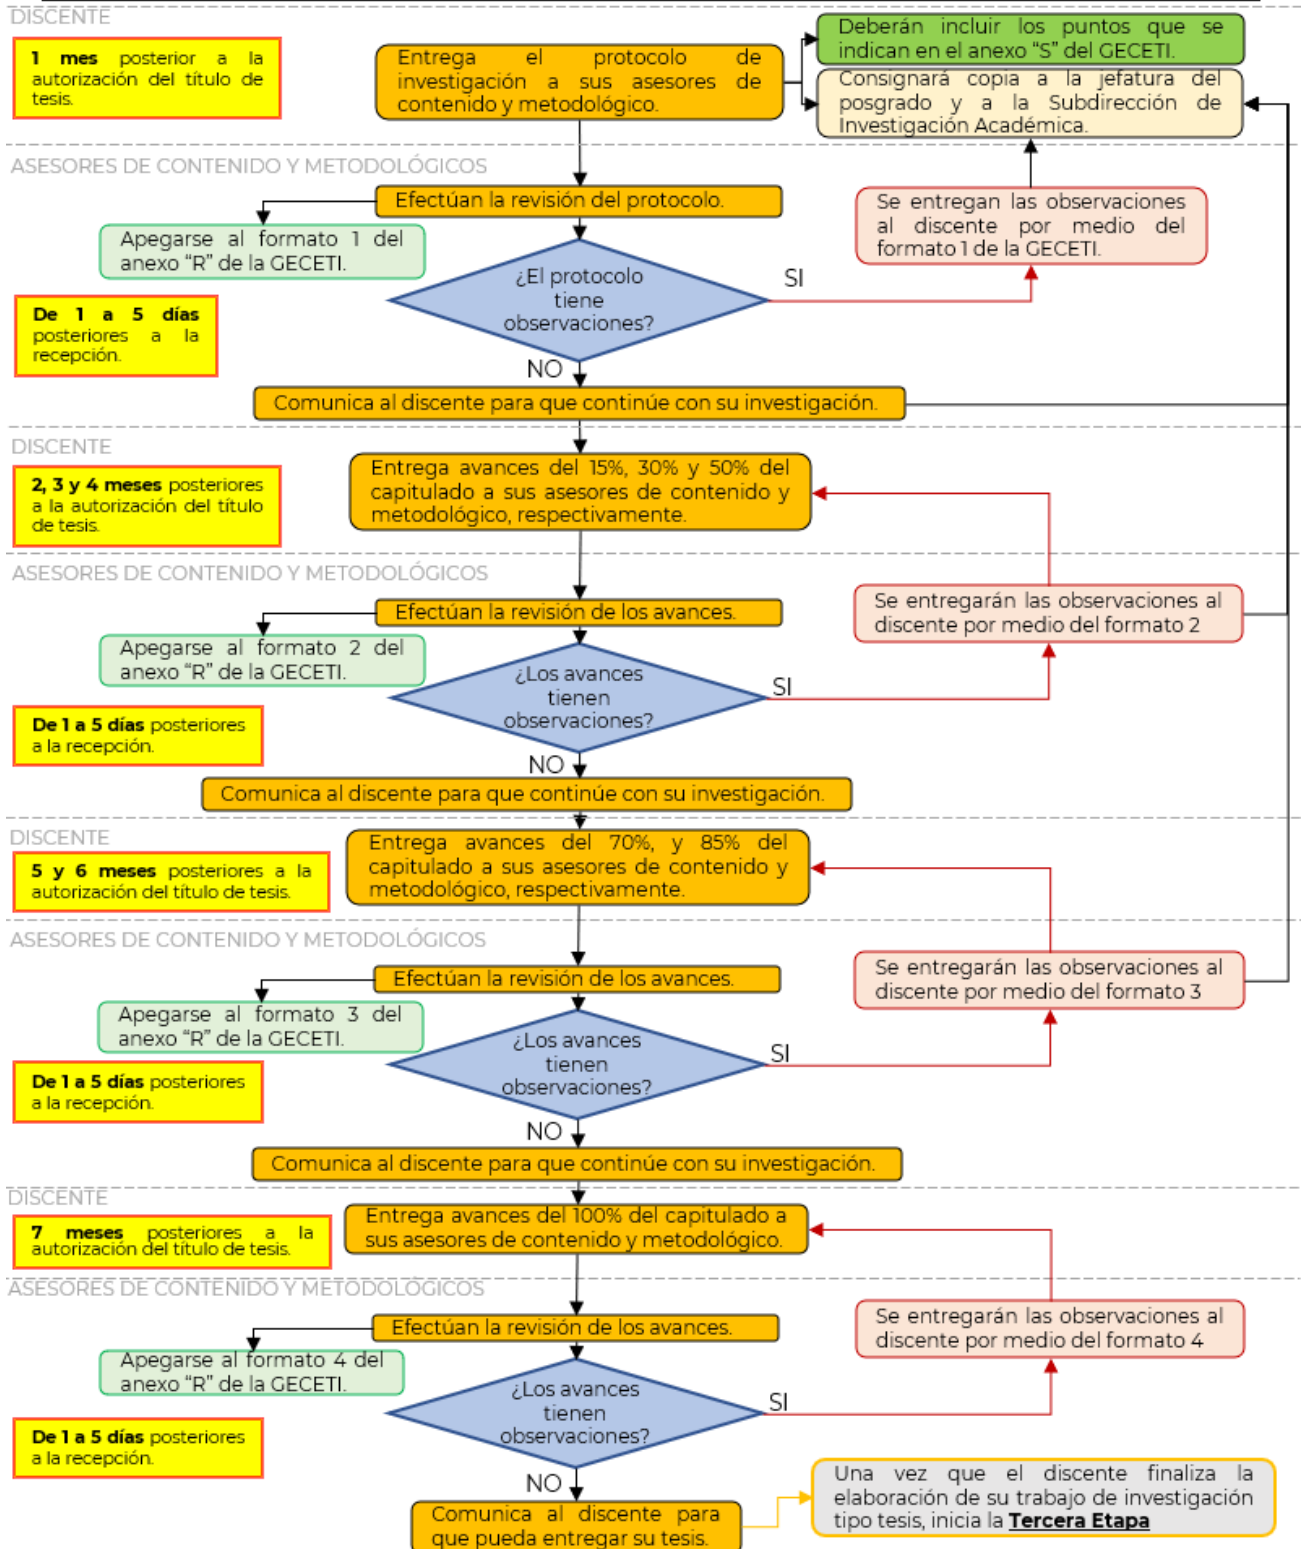 DISCENTE
1 mes posterior a la
autorización del título de
tesis.
Entrega el protocolo de
investigación a sus asesores de
contenido y metodológico.
Deberán incluir los puntos que se
indican en el anexo “S” del GECETI.
Consignará copia a la jefatura del
posgrado y a la Subdirección de
Investigación Académica.
ASESORES DE CONTENIDO Y METODOLÓGICOS
Efectúan la revisión del protocolo.
Apegarse al formato 1 del
anexo “R” de la GECETI.
Se entregan las observaciones
al discente por medio del
formato 1 de la GECETI.
¿El protocolo
tiene
observaciones?
SI
De 1 a 5 días
posteriores a la
recepción.
NO
Comunica al discente para que continúe con su investigación.
DISCENTE
2, 3 y 4 meses posteriores
a la autorización del título
de tesis.
Entrega avances del 15%, 30% y 50% del
capitulado a sus asesores de contenido y
metodológico, respectivamente.
ASESORES DE CONTENIDO Y METODOLÓGICOS
Efectúan la revisión de los avances.
Apegarse al formato 2 del
anexo “R” de la GECETI.
Se entregarán las observaciones al
discente por medio del formato 2
¿Los avances
tienen
observaciones?
SI
De 1 a 5 días posteriores
a la recepción.
NO
Comunica al discente para que continúe con su investigación.
DISCENTE
5 y 6 meses posteriores a la
autorización del título de tesis.
Entrega avances del 70%, y 85% del
capitulado a sus asesores de contenido y
metodológico, respectivamente.
ASESORES DE CONTENIDO Y METODOLÓGICOS
Efectúan la revisión de los avances.
Apegarse al formato 3 del
anexo “R” de la GECETI.
Se entregarán las observaciones al
discente por medio del formato 3
¿Los avances
tienen
observaciones?
SI
De 1 a 5 días posteriores
a la recepción.
NO
Comunica al discente para que continúe con su investigación.
DISCENTE
7 meses posteriores a la
autorización del título de tesis.
Entrega avances del 100% del capitulado a
sus asesores de contenido y metodológico.
ASESORES DE CONTENIDO Y METODOLÓGICOS
Efectúan la revisión de los avances.
Apegarse al formato 4 del
anexo “R” de la GECETI.
Se entregarán las observaciones al
discente por medio del formato 4
¿Los avances
tienen
observaciones?
SI
De 1 a 5 días posteriores
a la recepción.
NO
Comunica al discente para
que pueda entregar su tesis.
Una vez que el discente finaliza la
elaboración de su trabajo de investigación
tipo tesis, inicia la Tercera Etapa